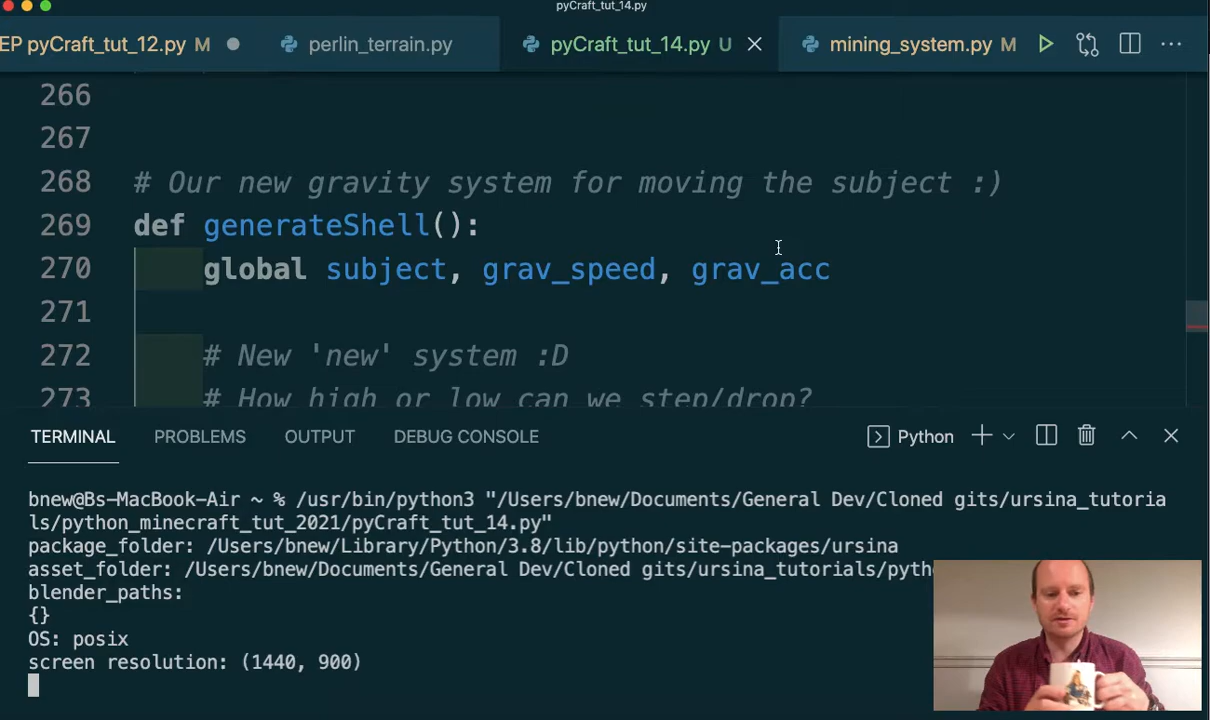 pyCraft_tut_14.py
EP pyCraft_tut_12.py M perlin_terrain.py pyCraft_tut_14.py U mining_system.py M
266
267
268 # Our new gravity system for moving the subject :)
269 def generateShell():
270 global subject, grav_speed, grav_acc
271
272 # New 'new' system :D
273 # How high or low can we step/drop?
TERMINAL PROBLEMS OUTPUT DEBUG CONSOLE Python
bnew@Bs-MacBook-Air ~ % /usr/bin/python3 "/Users/bnew/Documents/General Dev/Cloned gits/ursina_tutoria
ls/python_minecraft_tut_2021/pyCraft_tut_14.py"
package_folder: /Users/bnew/Library/Python/3.8/lib/python/site-packages/ursina
asset_folder: /Users/bnew/Documents/General Dev/Cloned gits/ursina_tutorials/pyth
blender_paths:
{}
OS: posix
screen resolution: (1440, 900)